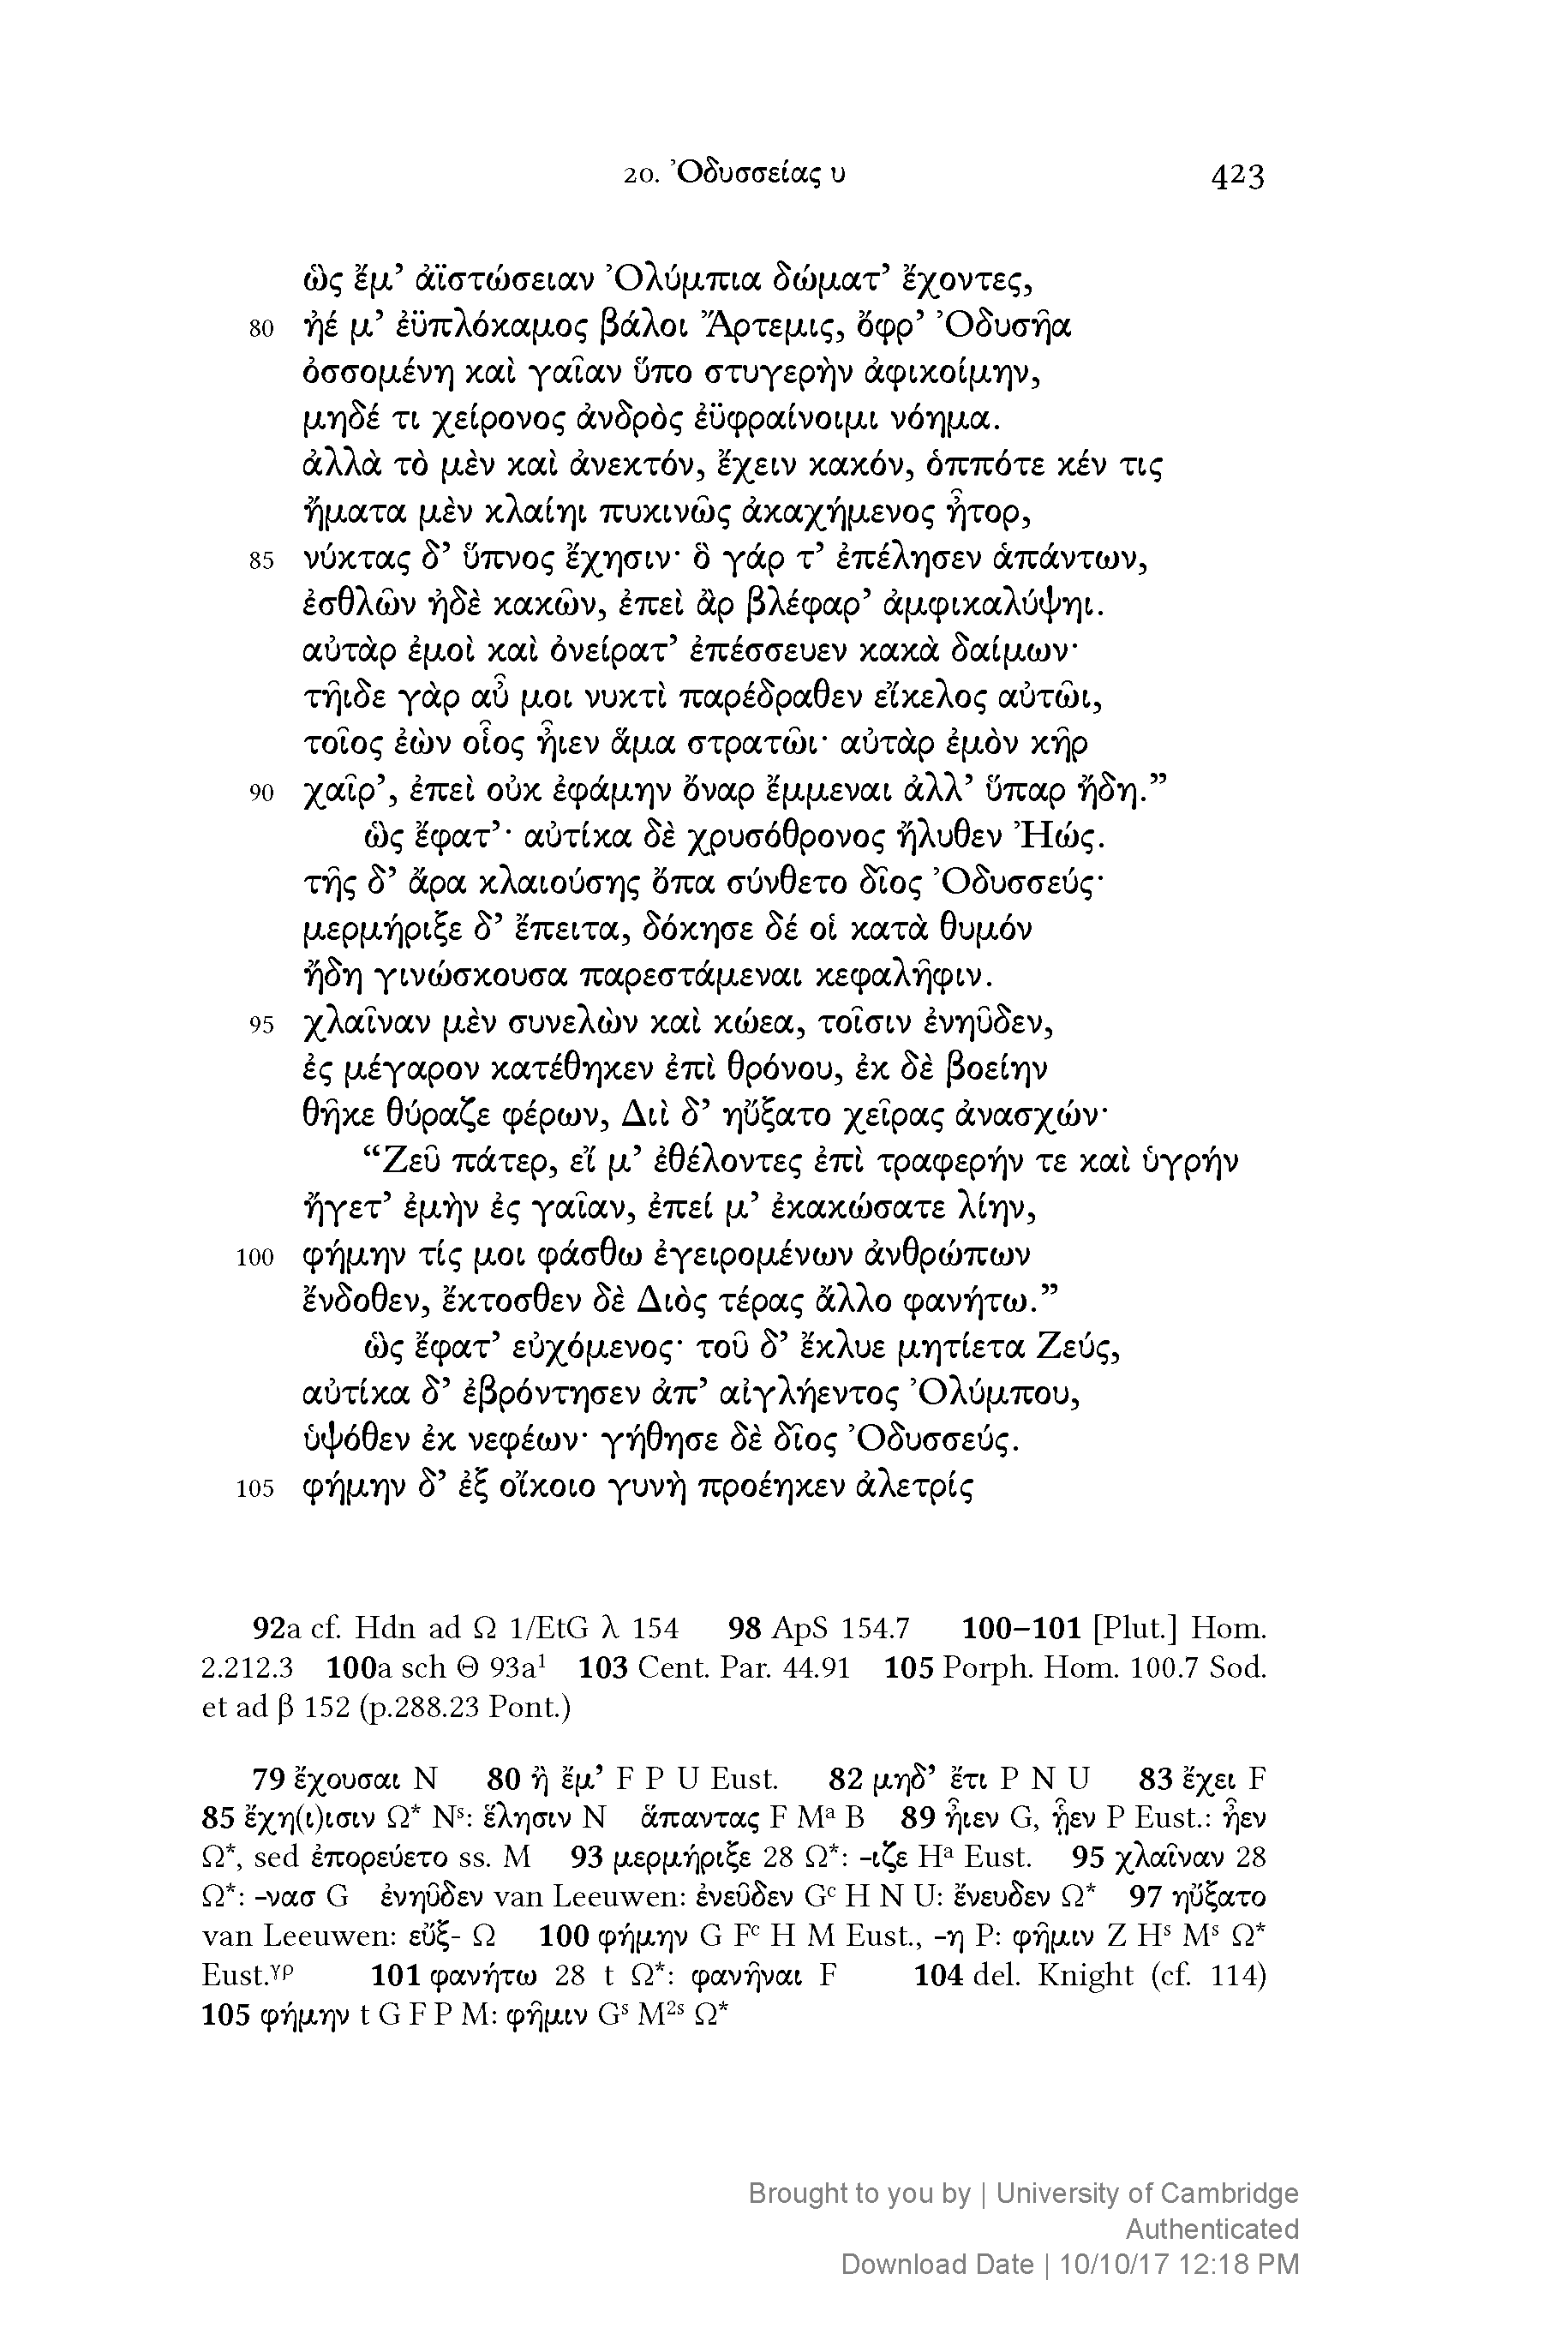 20. Ὀδυσσείας υ 423
ὣς ἔμ’ ἀϊστώσειαν Ὀλύμπια δώματ’ ἔχοντες,
80 ἠέ μ’ ἐϋπλόκαμος βάλοι Ἄρτεμις, ὄφρ’ Ὀδυσῆα
ὀσσομένη καὶ γαῖαν ὕπο στυγερὴν ἀφικοίμην,
μηδέ τι χείρονος ἀνδρὸς ἐϋφραίνοιμι νόημα.
ἀλλὰ τὸ μὲν καὶ ἀνεκτόν, ἔχειν κακόν, ὁππότε κέν τις
ἤματα μὲν κλαίηι πυκινῶς ἀκαχήμενος ἦτορ,
85 νύκτας δ’ ὕπνος ἔχησιν· ὃ γάρ τ’ ἐπέλησεν ἁπάντων,
ἐσθλῶν ἠδὲ κακῶν, ἐπεὶ ἂρ βλέφαρ’ ἀμφικαλύψηι.
αὐτὰρ ἐμοὶ καὶ ὀνείρατ’ ἐπέσσευεν κακὰ δαίμων·
τῆιδε γὰρ αὖ μοι νυκτὶ παρέδραθεν εἴκελος αὐτῶι,
τοῖος ἐὼν οἷος ἦιεν ἅμα στρατῶι· αὐτὰρ ἐμὸν κῆρ
90 χαῖρ’, ἐπεὶ οὐκ ἐφάμην ὄναρ ἔμμεναι ἀλλ’ ὕπαρ ἤδη.”
ὣς ἔφατ’· αὐτίκα δὲ χρυσόθρονος ἤλυθεν Ἠώς.
τῆς δ’ ἄρα κλαιούσης ὄπα σύνθετο δῖος Ὀδυσσεύς·
μερμήριξε δ’ ἔπειτα, δόκησε δέ οἱ κατὰ θυμόν
ἤδη γινώσκουσα παρεστάμεναι κεφαλῆφιν.
95 χλαῖναν μὲν συνελὼν καὶ κώεα, τοῖσιν ἐνηῦδεν,
ἐς μέγαρον κατέθηκεν ἐπὶ θρόνου, ἐκ δὲ βοείην
θῆκε θύραζε φέρων, Διὶ δ’ ηὔξατο χεῖρας ἀνασχών·
“Ζεῦ πάτερ, εἴ μ’ ἐθέλοντες ἐπὶ τραφερήν τε καὶ ὑγρήν
ἤγετ’ ἐμὴν ἐς γαῖαν, ἐπεί μ’ ἐκακώσατε λίην,
100 φήμην τίς μοι φάσθω ἐγειρομένων ἀνθρώπων
ἔνδοθεν, ἔκτοσθεν δὲ Διὸς τέρας ἄλλο φανήτω.”
ὣς ἔφατ’ εὐχόμενος· τοῦ δ’ ἔκλυε μητίετα Ζεύς,
αὐτίκα δ’ ἐβρόντησεν ἀπ’ αἰγλήεντος Ὀλύμπου,
ὑψόθεν ἐκ νεφέων· γήθησε δὲ δῖος Ὀδυσσεύς.
105 φήμην δ’ ἐξ οἴκοιο γυνὴ προέηκεν ἀλετρίς
92a cf. Hdn ad Ω 1/EtG λ 154 98 ApS 154.7 100–101 [Plut.] Hom.
2.212.3 100a sch Θ 93a¹ 103 Cent. Par. 44.91 105 Porph. Hom. 100.7 Sod.
et ad β 152 (p.288.23 Pont.)
79 ἔχουσαι N 80 ἢ ἔμ’ F P U Eust. 82 μηδ’ ἔτι P N U 83 ἔχει F
85 ἔχη(ι)ισιν Ω* Nˢ: ἕλησιν N ἅπαντας F Mᵃ B 89 ἦιεν G, ᾖεν P Eust.: ἦεν
Ω*, sed ἐπορεύετο ss. M 93 μερμήριξε 28 Ω*: -ιζε Hᵃ Eust. 95 χλαῖναν 28
Ω*: -νασ G ἐνηῦδεν van Leeuwen: ἐνεῦδεν Gᶜ H N U: ἔνευδεν Ω* 97 ηὔξατο
van Leeuwen: εὔξ- Ω 100 φήμην G Fᶜ H M Eust., -η P: φῆμιν Z Hˢ Mˢ Ω*
Eust.ᵞᵖ 101 φανήτω 28 t Ω*: φανῆναι F 104 del. Knight (cf. 114)
105 φήμην t G F P M: φῆμιν Gˢ M²ˢ Ω*
Brought to you by | University of Cambridge
Authenticated
Download Date | 10/10/17 12:18 PM